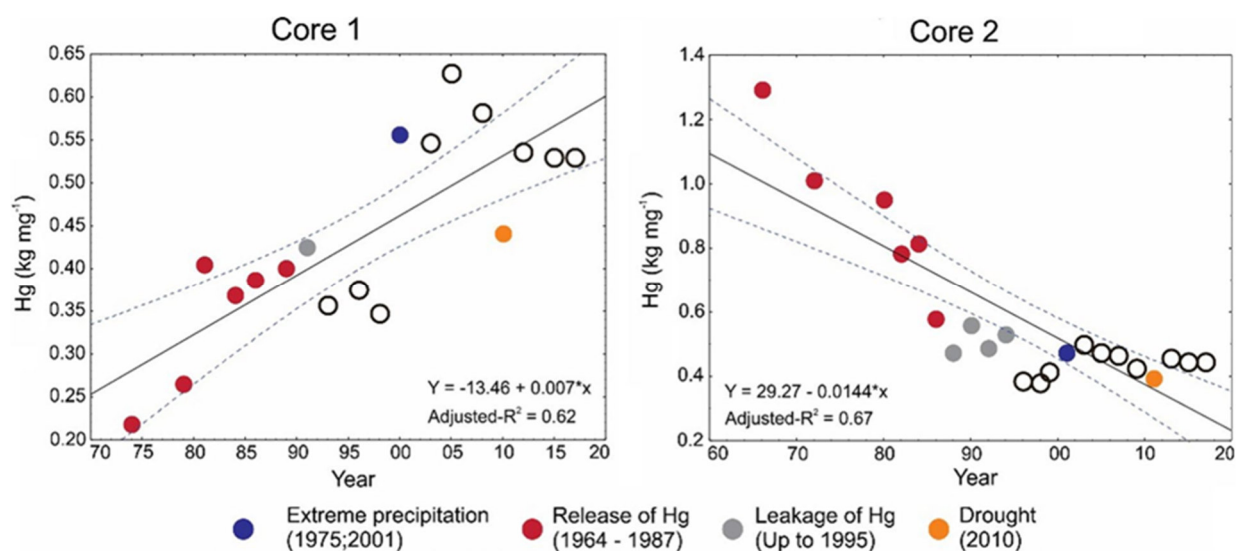 Core 1
Core 2
Hg (kg mg⁻¹)
0.65
0.60
0.55
0.50
0.45
0.40
0.35
0.30
0.25
0.20
Y = -13.46 + 0.007*x
Adjusted-R² = 0.62
70 75 80 85 90 95 00 05 10 15 20
Year
Hg (kg mg⁻¹)
1.4
1.2
1.0
0.8
0.6
0.4
0.2
Y = 29.27 - 0.0144*x
Adjusted-R² = 0.67
60 70 80 90 00 10 20
Year
Extreme precipitation
(1975;2001)
Release of Hg
(1964 - 1987)
Leakage of Hg
(Up to 1995)
Drought
(2010)